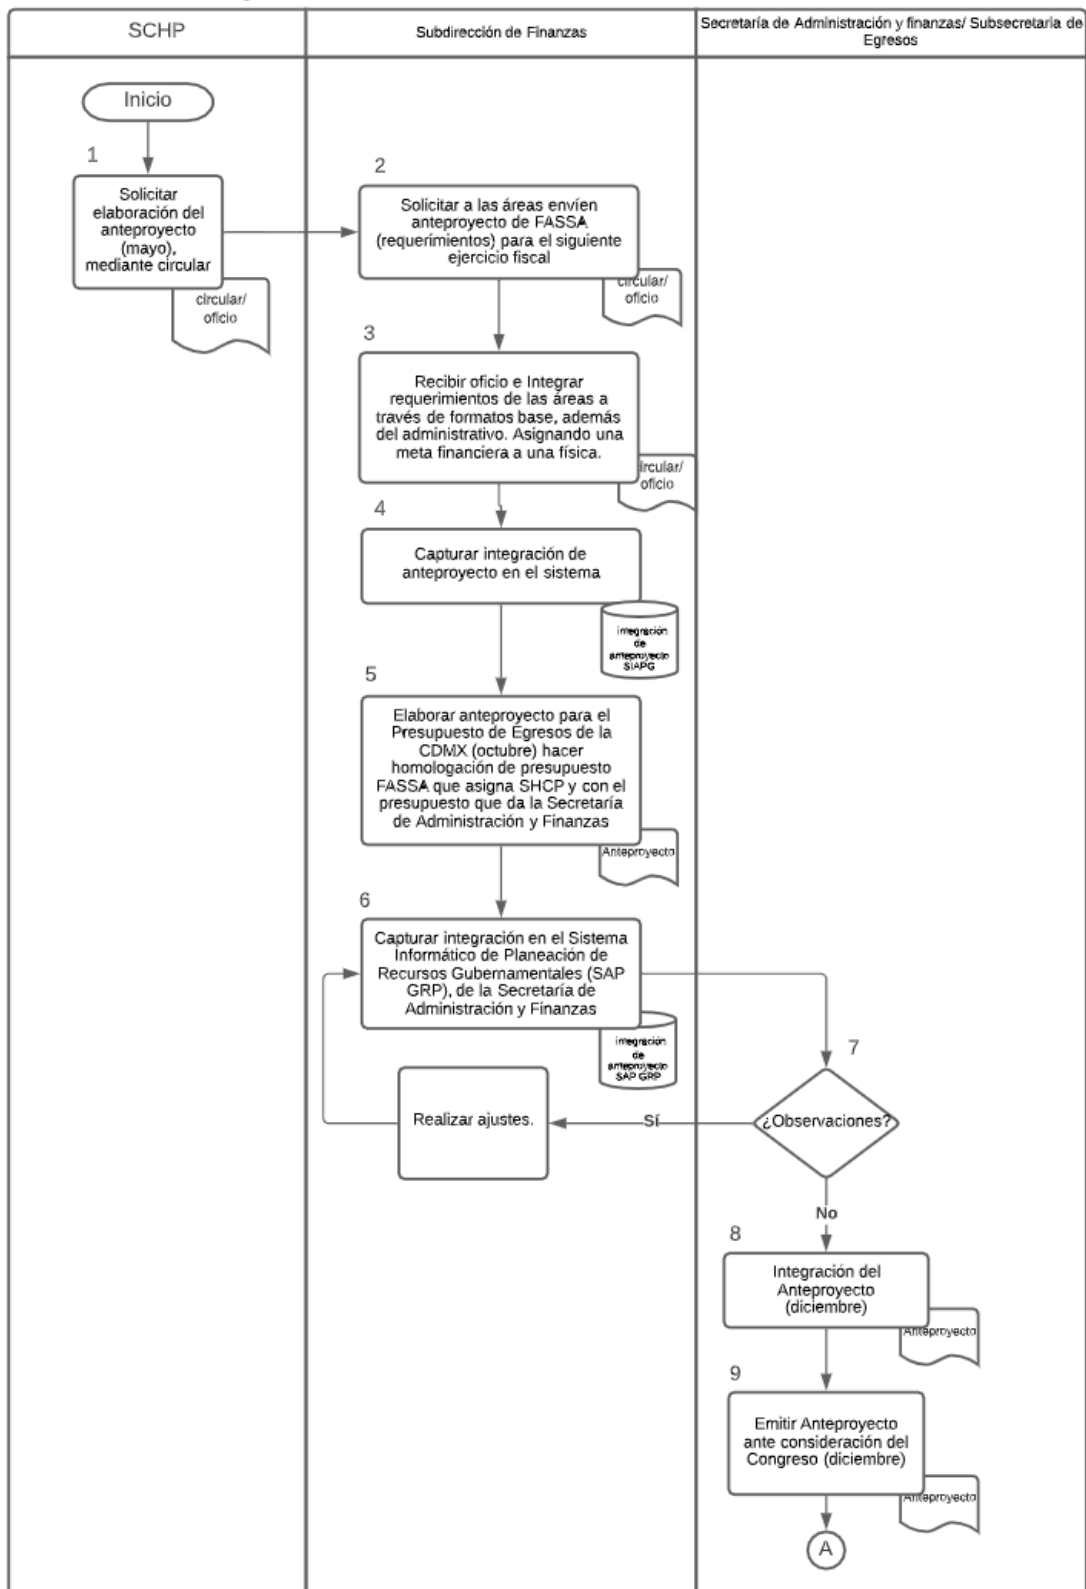 SCHP
Subdirección de Finanzas
Secretaría de Administración y finanzas/ Subsecretaria de
Egresos
Inicio
1
Solicitar
elaboración del
anteproyecto
(mayo),
mediante circular
circular/
oficio
2
Solicitar a las áreas envíen
anteproyecto de FASSA
(requerimientos) para el siguiente
ejercicio fiscal
circular/
oficio
3
Recibir oficio e Integrar
requerimientos de las áreas a
través de formatos base, además
del administrativo. Asignando una
meta financiera a una física.
circular/
oficio
4
Capturar integración de
anteproyecto en el sistema
integración
de
anteproyecto
SIAPG
5
Elaborar anteproyecto para el
Presupuesto de Egresos de la
CDMX (octubre) hacer
homologación de presupuesto
FASSA que asigna SHCP y con el
presupuesto que da la Secretaría
de Administración y Finanzas
Anteproyecto
6
Capturar integración en el Sistema
Informático de Planeación de
Recursos Gubernamentales (SAP
GRP), de la Secretaría de
Administración y Finanzas
integración
de
anteproyecto
SAP GRP
7
¿Observaciones?
Sí
Realizar ajustes.
No
8
Integración del
Anteproyecto
(diciembre)
Anteproyecto
9
Emitir Anteproyecto
ante consideración del
Congreso (diciembre)
Anteproyecto
A